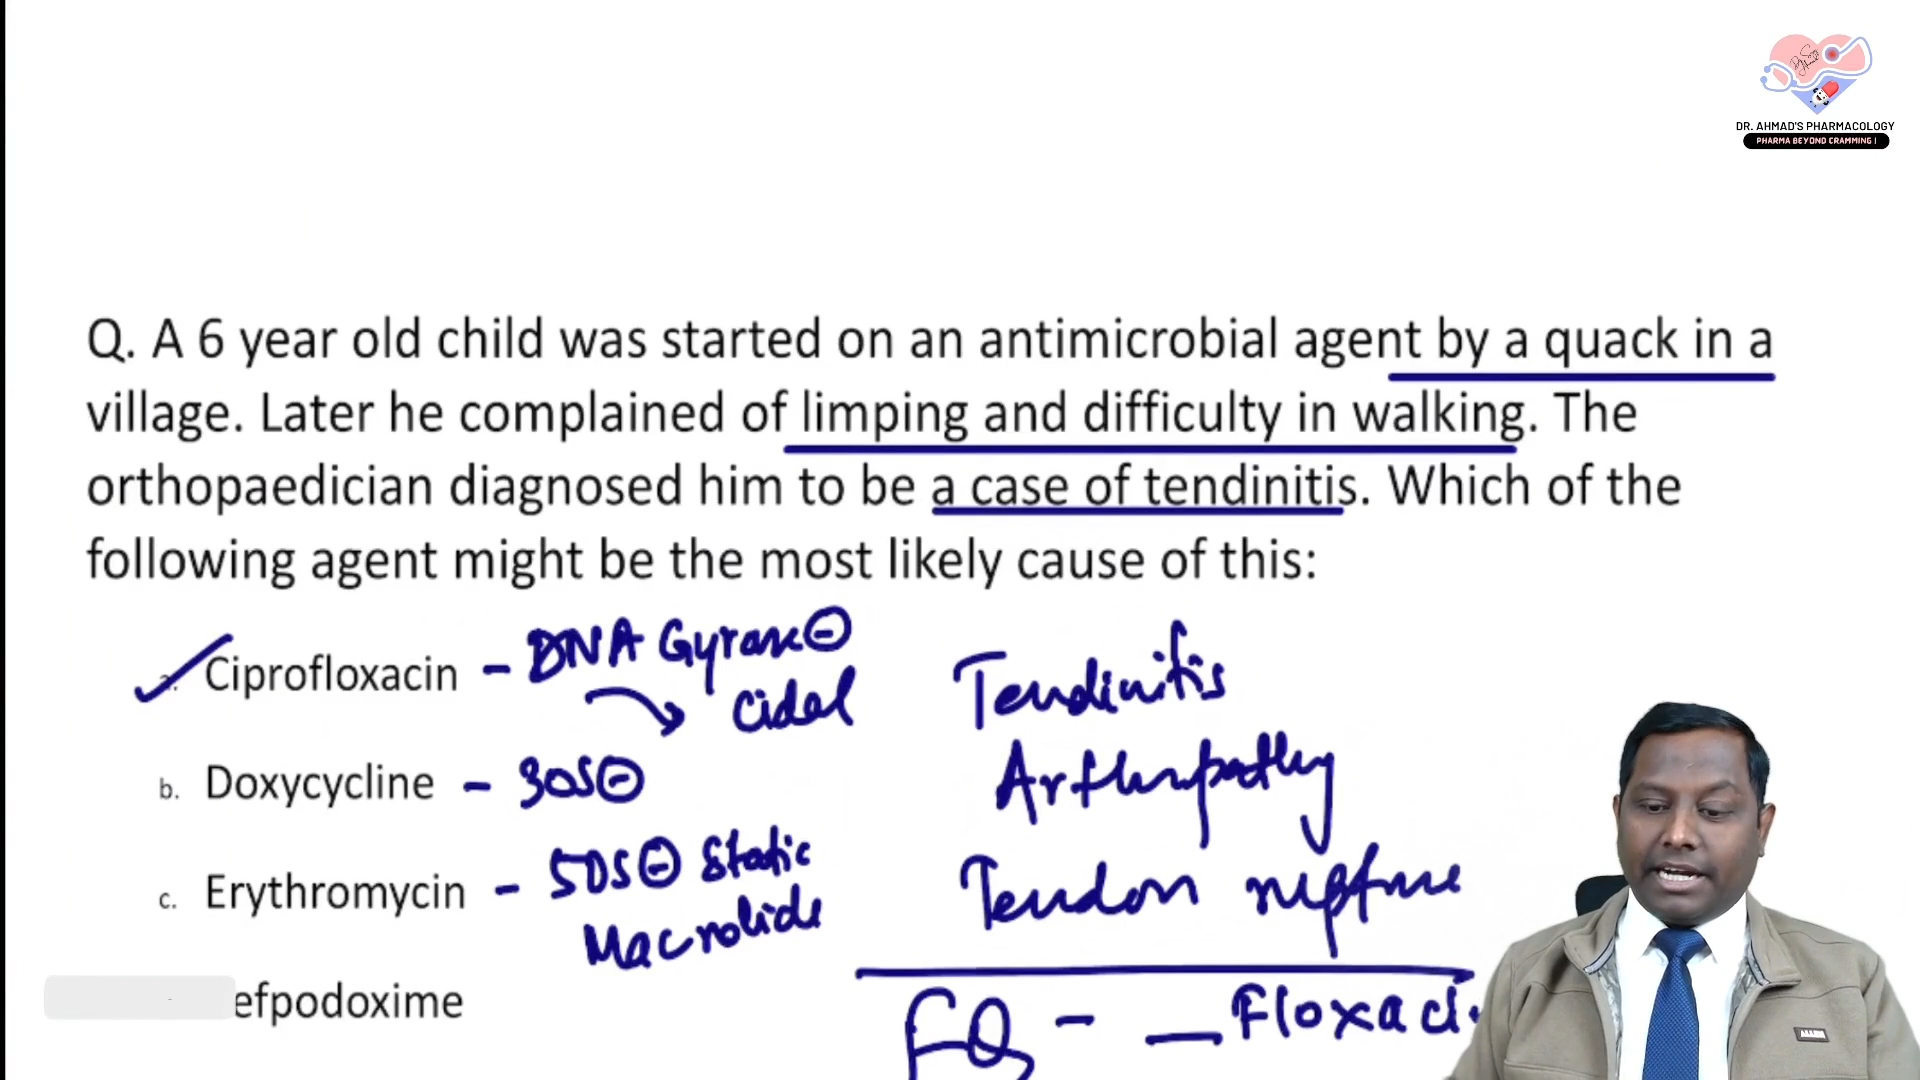 DR. AHMAD'S PHARMACOLOGY
PHARMA BEYOND CRAMMING !
Q. A 6 year old child was started on an antimicrobial agent by a quack in a
village. Later he complained of limping and difficulty in walking. The
orthopaedician diagnosed him to be a case of tendinitis. Which of the
following agent might be the most likely cause of this:
Ciprofloxacin - DNA Gyrase ⊖
cidal
Tendinitis
b. Doxycycline - 30S ⊖
Arthropathy
c. Erythromycin - 50S ⊖ Static
Macrolide
Tendon rupture
efpodoxime
FQ - __Floxaci